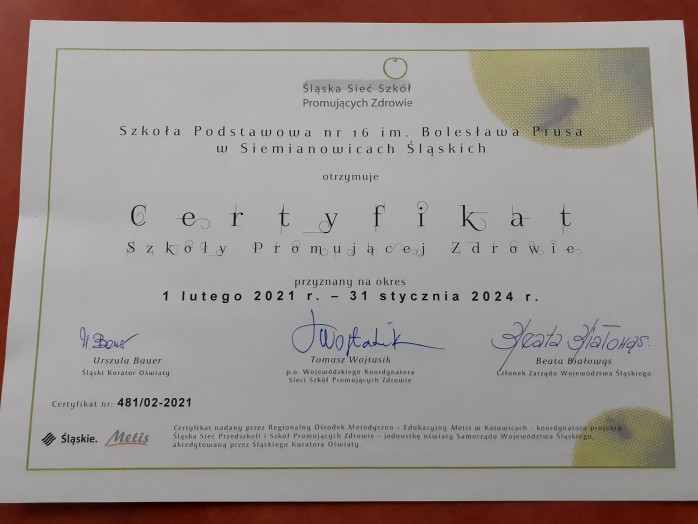 Śląska Sieć Szkół
Promujących Zdrowie
Szkoła Podstawowa nr 16 im. Bolesława Prusa
w Siemianowicach Śląskich
otrzymuje
Certyfikat
Szkoły Promującej Zdrowie
przyznany na okres
1 lutego 2021 r. – 31 stycznia 2024 r.
U Bauer
JWojtasik
Beata Białowąs.
Urszula Bauer
Śląski Kurator Oświaty
Tomasz Wojtasik
p.o. Wojewódzkiego Koordynatora
Sieci Szkół Promujących Zdrowie
Beata Białowąs
Członek Zarządu Województwa Śląskiego
Certyfikat nr: 481/02-2021
Śląskie. Metis
Certyfikat nadany przez Regionalny Ośrodek Metodyczno - Edukacyjny Metis w Katowicach - koordynatora projektu
Śląska Sieć Przedszkoli i Szkół Promujących Zdrowie - jednostkę oświaty Samorządu Województwa Śląskiego,
akredytowaną przez Śląskiego Kuratora Oświaty.